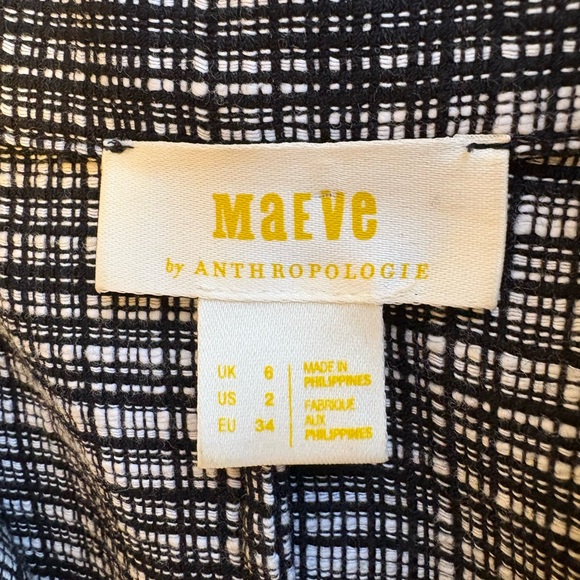 MaEVe
by ANTHROPOLOGIE
UK 6
US 2
EU 34
MADE IN
PHILIPPINES
FABRIQUE
AUX
PHILIPPINES